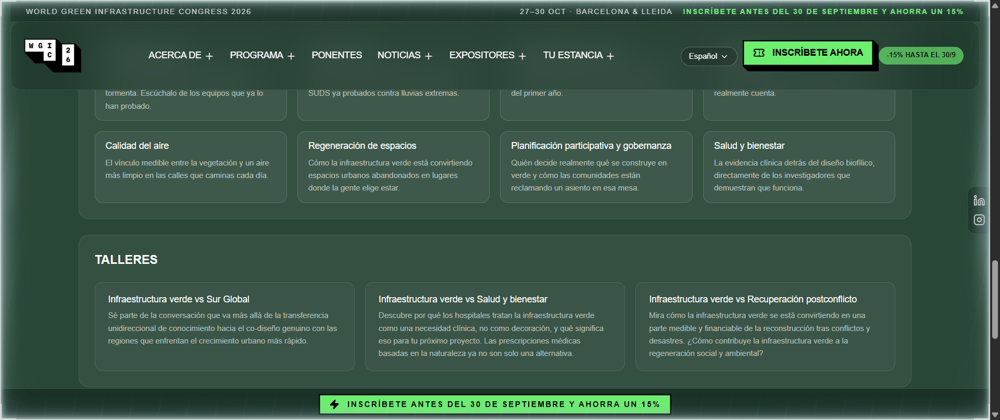 WORLD GREEN INFRASTRUCTURE CONGRESS 2026
27–30 OCT · BARCELONA & LLEIDA
INSCRÍBETE ANTES DEL 30 DE SEPTIEMBRE Y AHORRA UN 15%
W G I
C
2
6
ACERCA DE
PROGRAMA
PONENTES
NOTICIAS
EXPOSITORES
TU ESTANCIA
Español
INSCRÍBETE AHORA
-15% HASTA EL 30/9
tormenta. Escúchalo de los equipos que ya lo
han probado.
SUDS ya probados contra lluvias extremas.
del primer año.
realmente cuenta.
Calidad del aire
El vínculo medible entre la vegetación y un aire
más limpio en las calles que caminas cada día.
Regeneración de espacios
Cómo la infraestructura verde está convirtiendo
espacios urbanos abandonados en lugares
donde la gente elige estar.
Planificación participativa y gobernanza
Quién decide realmente qué se construye en
verde y cómo las comunidades están
reclamando un asiento en esa mesa.
Salud y bienestar
La evidencia clínica detrás del diseño biofílico,
directamente de los investigadores que
demuestran que funciona.
TALLERES
Infraestructura verde vs Sur Global
Sé parte de la conversación que va más allá de la transferencia
unidireccional de conocimiento hacia el co-diseño genuino con las
regiones que enfrentan el crecimiento urbano más rápido.
Infraestructura verde vs Salud y bienestar
Descubre por qué los hospitales tratan la infraestructura verde
como una necesidad clínica, no como decoración, y qué significa
eso para tu próximo proyecto. Las prescripciones médicas
basadas en la naturaleza ya no son solo una alternativa.
Infraestructura verde vs Recuperación postconflicto
Mira cómo la infraestructura verde se está convirtiendo en una
parte medible y financiable de la reconstrucción tras conflictos y
desastres. ¿Cómo contribuye la infraestructura verde a la
regeneración social y ambiental?
INSCRÍBETE ANTES DEL 30 DE SEPTIEMBRE Y AHORRA UN 15%